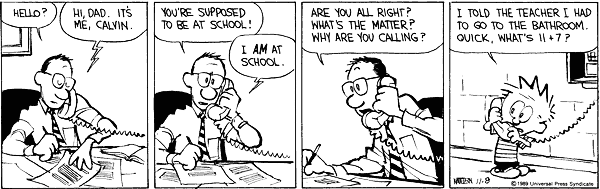 HELLO?
HI, DAD. IT'S
ME, CALVIN.
YOU'RE SUPPOSED
TO BE AT SCHOOL!
I AM AT
SCHOOL.
ARE YOU ALL RIGHT?
WHAT'S THE MATTER?
WHY ARE YOU CALLING?
I TOLD THE TEACHER I HAD
TO GO TO THE BATHROOM.
QUICK, WHAT'S 11+7?
WATTERSON 11-8
© 1989 Universal Press Syndicate